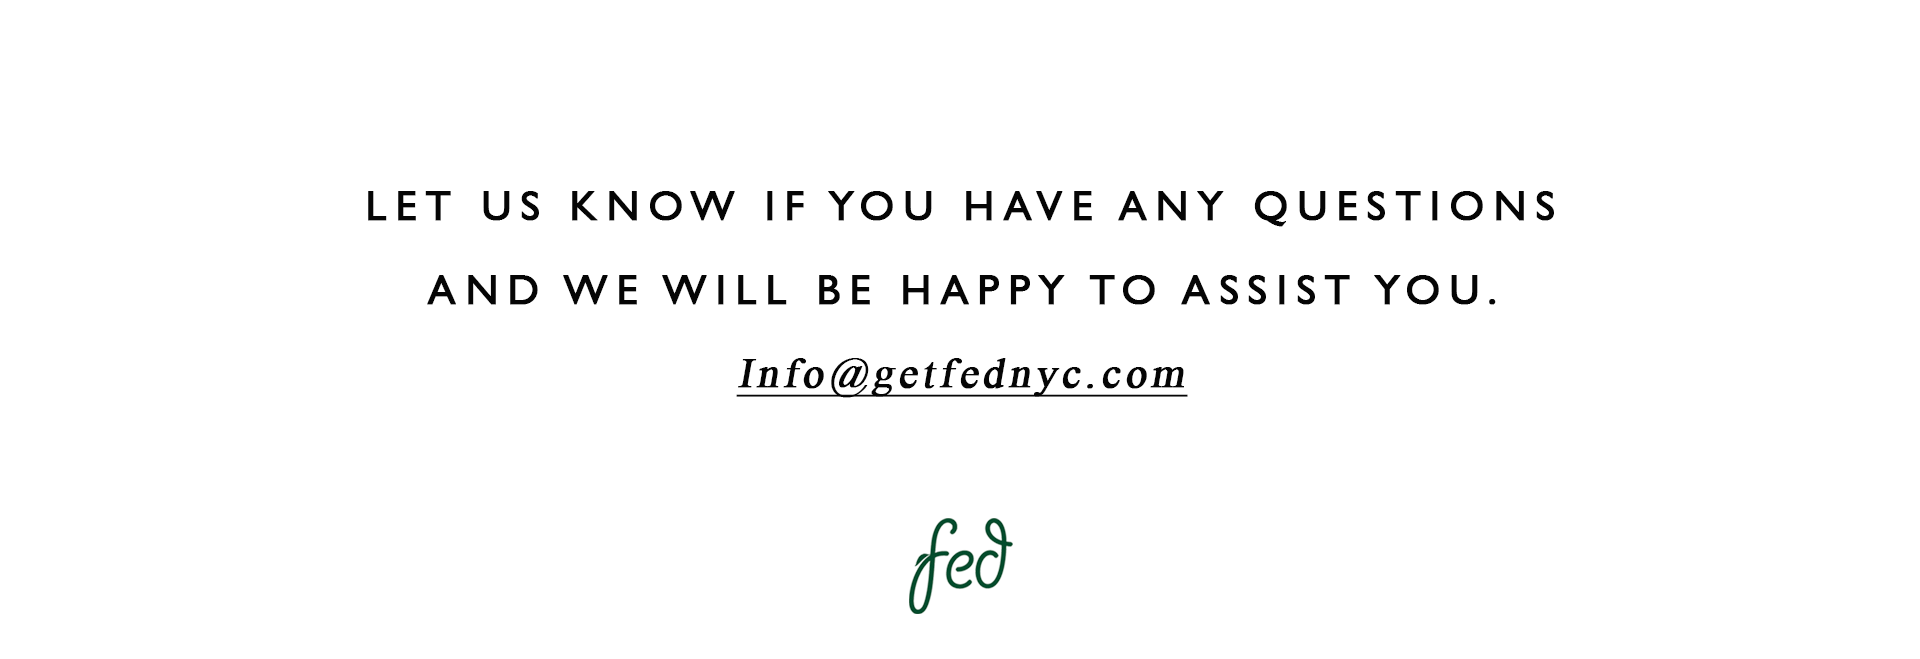 LET US KNOW IF YOU HAVE ANY QUESTIONS
AND WE WILL BE HAPPY TO ASSIST YOU.
Info@getfednyc.com
fed